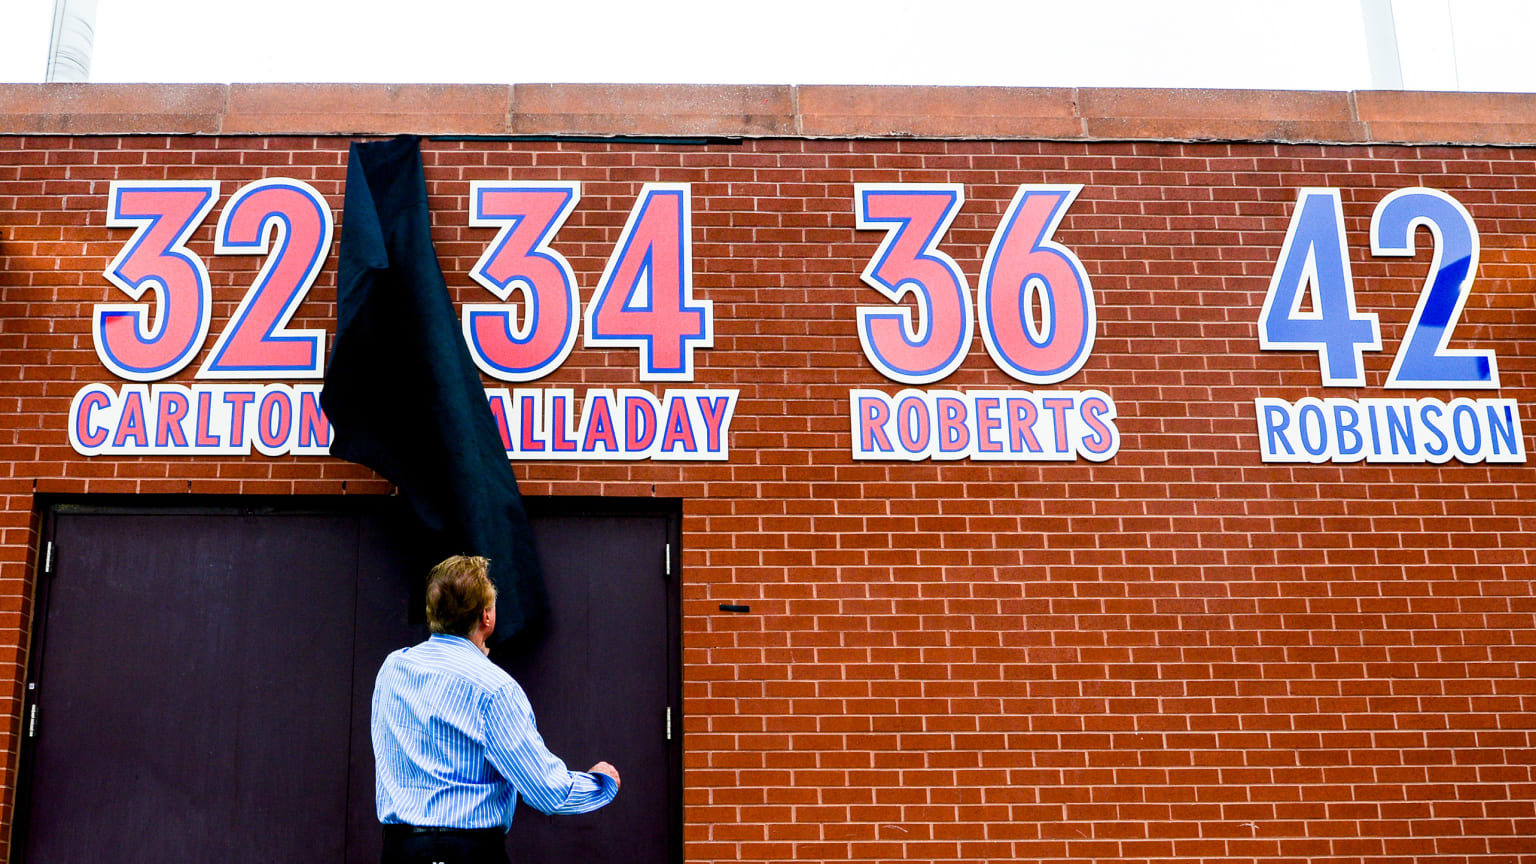 32 34 36 42
CARLTON ALLADAY ROBERTS ROBINSON